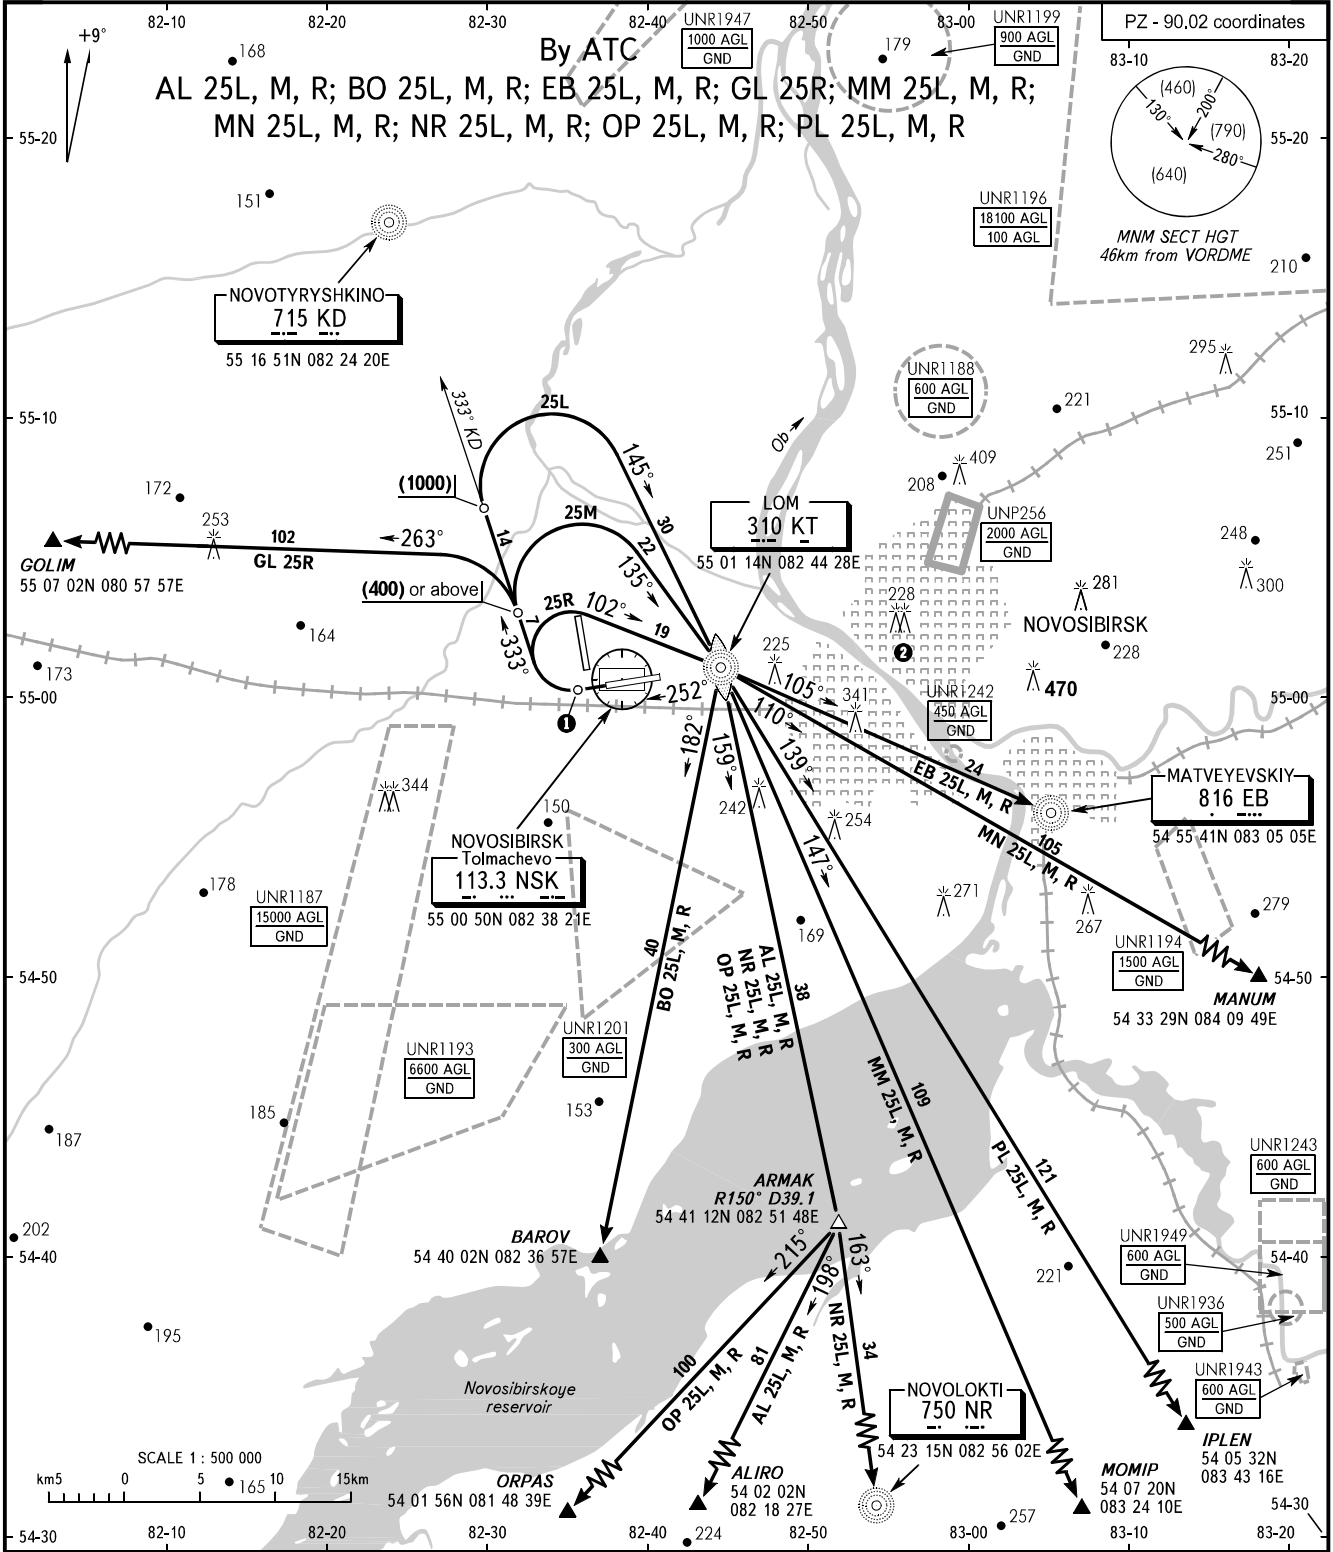 82-10
82-20
82-30
82-40
82-50
83-00
PZ - 90.02 coordinates
83-10
83-20
+9°
168
By ATC
AL 25L, M, R; BO 25L, M, R; EB 25L, M, R; GL 25R; MM 25L, M, R;
MN 25L, M, R; NR 25L, M, R; OP 25L, M, R; PL 25L, M, R
UNR1947
1000 AGL
GND
179
UNR1199
900 AGL
GND
(460)
130°
200°
(790)
280°
(640)
MNM SECT HGT
46km from VORDME
55-20
55-20
151
UNR1196
18100 AGL
100 AGL
210
NOVOTYRYSHKINO
715 KD
55 16 51N 082 24 20E
295
UNR1188
600 AGL
GND
221
55-10
55-10
333° KD
25L
145°
Ob
251
409
208
172
(1000)
253
LOM
310 KT
55 01 14N 082 44 28E
UNP256
2000 AGL
GND
248
300
25M
30
22
135°
14
102
263°
GL 25R
GOLIM
55 07 02N 080 57 57E
(400) or above
25R
102°
19
7
333°
281
228
NOVOSIBIRSK
228
2
164
173
225
470
55-00
55-00
252°
105°
341
UNR1242
450 AGL
GND
110°
1
182°
159°
139°
24
EB 25L, M, R
MATVEYEVSKIY
816 EB
54 55 41N 083 05 05E
344
150
242
254
NOVOSIBIRSK
Tolmachevo
113.3 NSK
55 00 50N 082 38 21E
147°
105
MN 25L, M, R
178
UNR1187
15000 AGL
GND
271
267
279
169
40
BO 25L, M, R
38
AL 25L, M, R
NR 25L, M, R
OP 25L, M, R
UNR1194
1500 AGL
GND
54-50
54-50
MANUM
54 33 29N 084 09 49E
UNR1201
300 AGL
GND
UNR1193
6600 AGL
GND
109
MM 25L, M, R
153
185
187
121
PL 25L, M, R
UNR1243
600 AGL
GND
ARMAK
R150° D39.1
54 41 12N 082 51 48E
202
BAROV
54 40 02N 082 36 57E
54-40
54-40
215°
198°
163°
221
UNR1949
600 AGL
GND
UNR1936
500 AGL
GND
195
100
OP 25L, M, R
81
AL 25L, M, R
34
NR 25L, M, R
UNR1943
600 AGL
GND
Novosibirskoye
reservoir
NOVOLOKTI
750 NR
54 23 15N 082 56 02E
IPLEN
54 05 32N
083 43 16E
SCALE 1 : 500 000
km5
0
5
10
15km
165
ORPAS
54 01 56N 081 48 39E
ALIRO
54 02 02N
082 18 27E
MOMIP
54 07 20N
083 24 10E
54-30
54-30
257
224
82-10
82-20
82-30
82-40
82-50
83-00
83-10
83-20